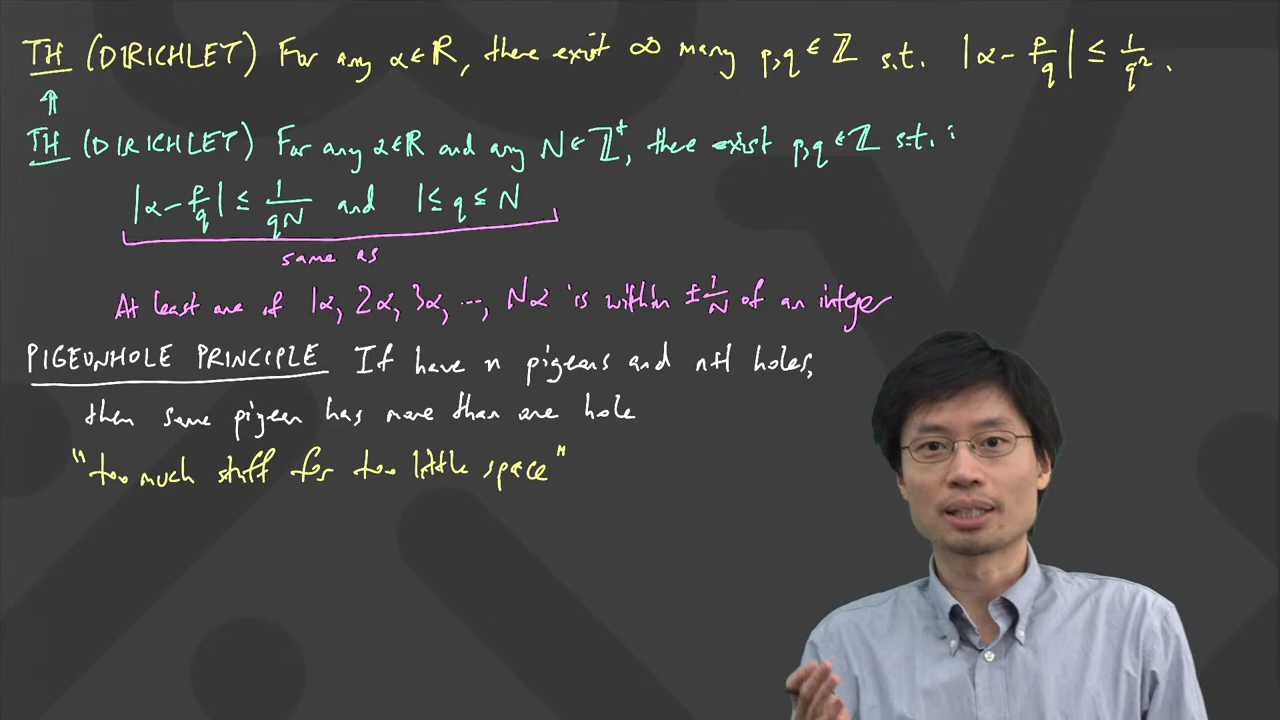 TH (DIRICHLET) For any α∈ℝ, there exist ∞ many p,q ∈ ℤ s.t. |α - p/q| ≤ 1/q².
⇑
TH (DIRICHLET) For any α∈ℝ and any N∈ℤ⁺, there exist p,q ∈ ℤ s.t.:
|α - p/q| ≤ 1/qN and 1 ≤ q ≤ N
same as
At least one of 1α, 2α, 3α, ..., Nα is within ±1/N of an integer
PIGEONHOLE PRINCIPLE If have n pigeons and n+1 holes,
then some pigeon has more than one hole
"too much stuff for too little space"